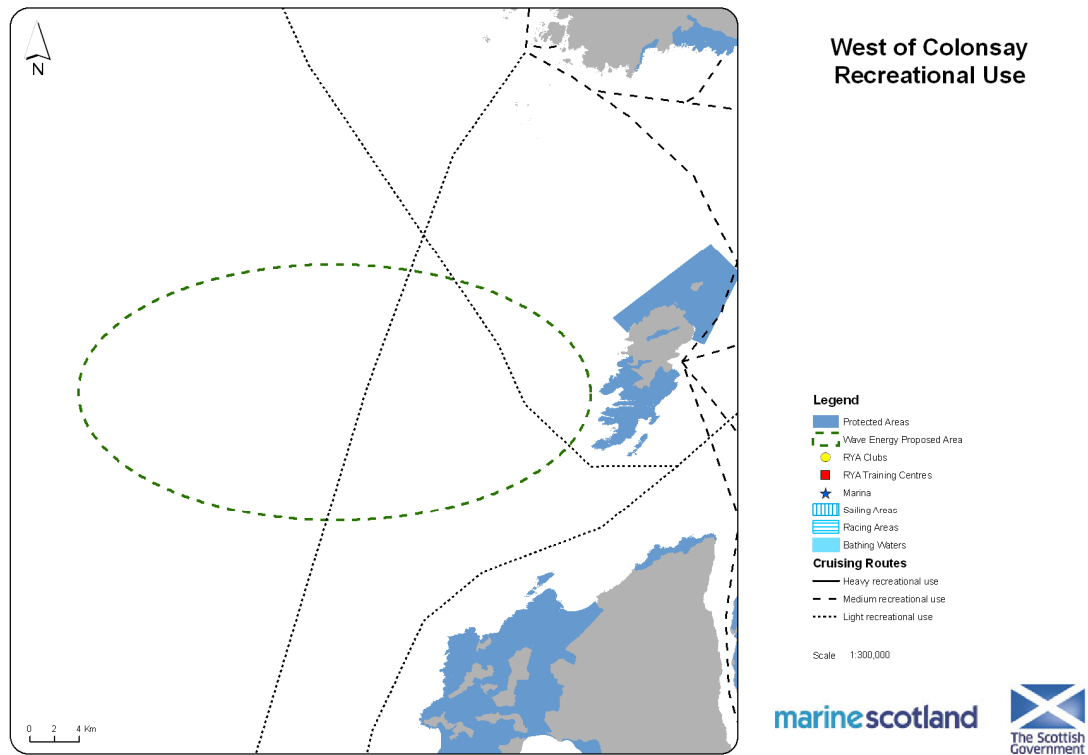 N
West of Colonsay
Recreational Use
Legend
Protected Areas
Wave Energy Proposed Area
RYA Clubs
RYA Training Centres
Marina
Sailing Areas
Racing Areas
Bathing Waters
Cruising Routes
Heavy recreational use
Medium recreational use
Light recreational use
Scale 1:300,000
0 2 4 Km
marinescotland
The Scottish
Government